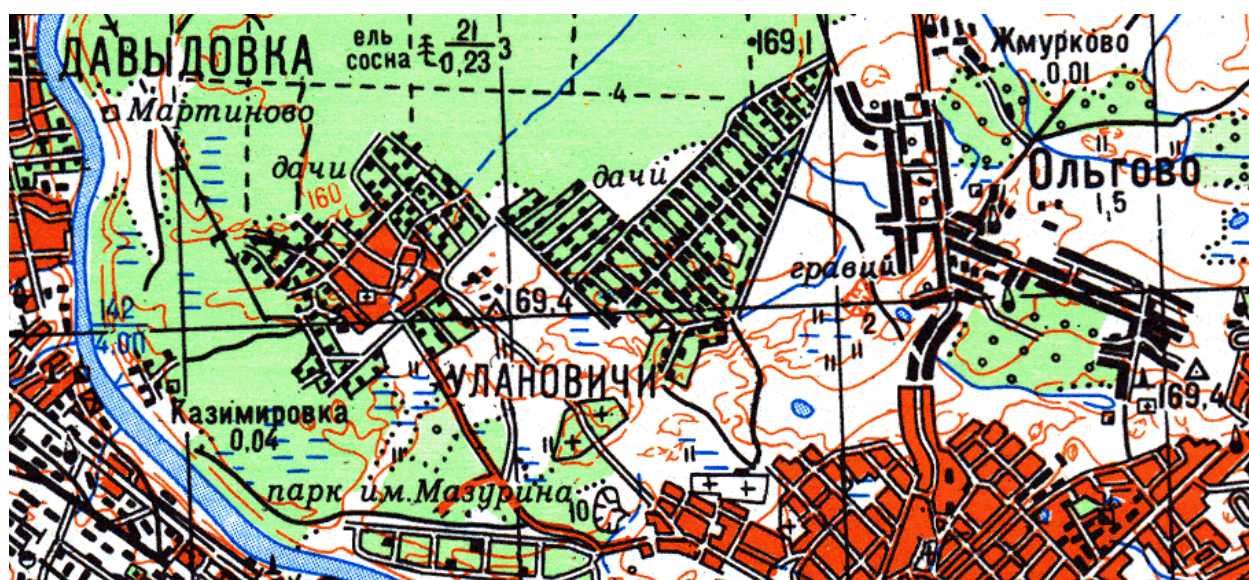 ДАВЫДОВКА
ель
сосна
21
0,23
3
169,1
Жмурково
0,01
4
Мартиново
дачи
160
дачи
Ольгово
1,5
гравий
2
142
4,0П
169,4
УЛАНОВИЧИ
Казимировка
0.04
169,4
парк им. Мазурина
10